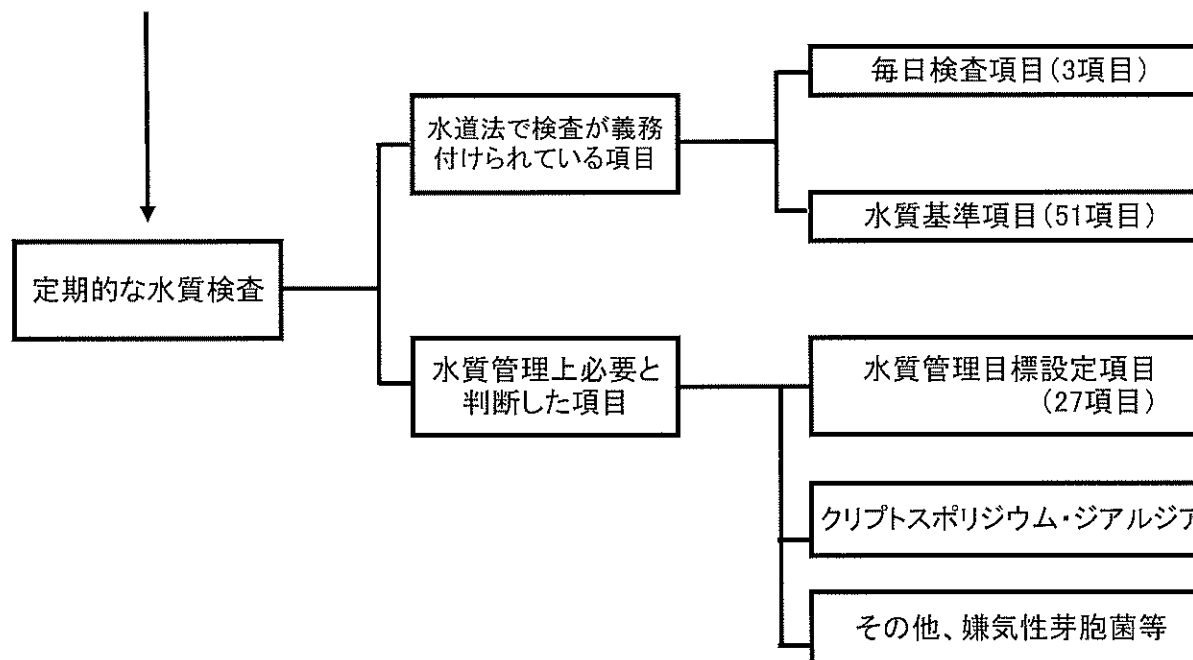 毎日検査項目(3項目)
水道法で検査が義務
付けられている項目
水質基準項目(51項目)
定期的な水質検査
水質管理上必要と
判断した項目
水質管理目標設定項目
(27項目)
クリプトスポリジウム・ジアルジア
その他、嫌気性芽胞菌等